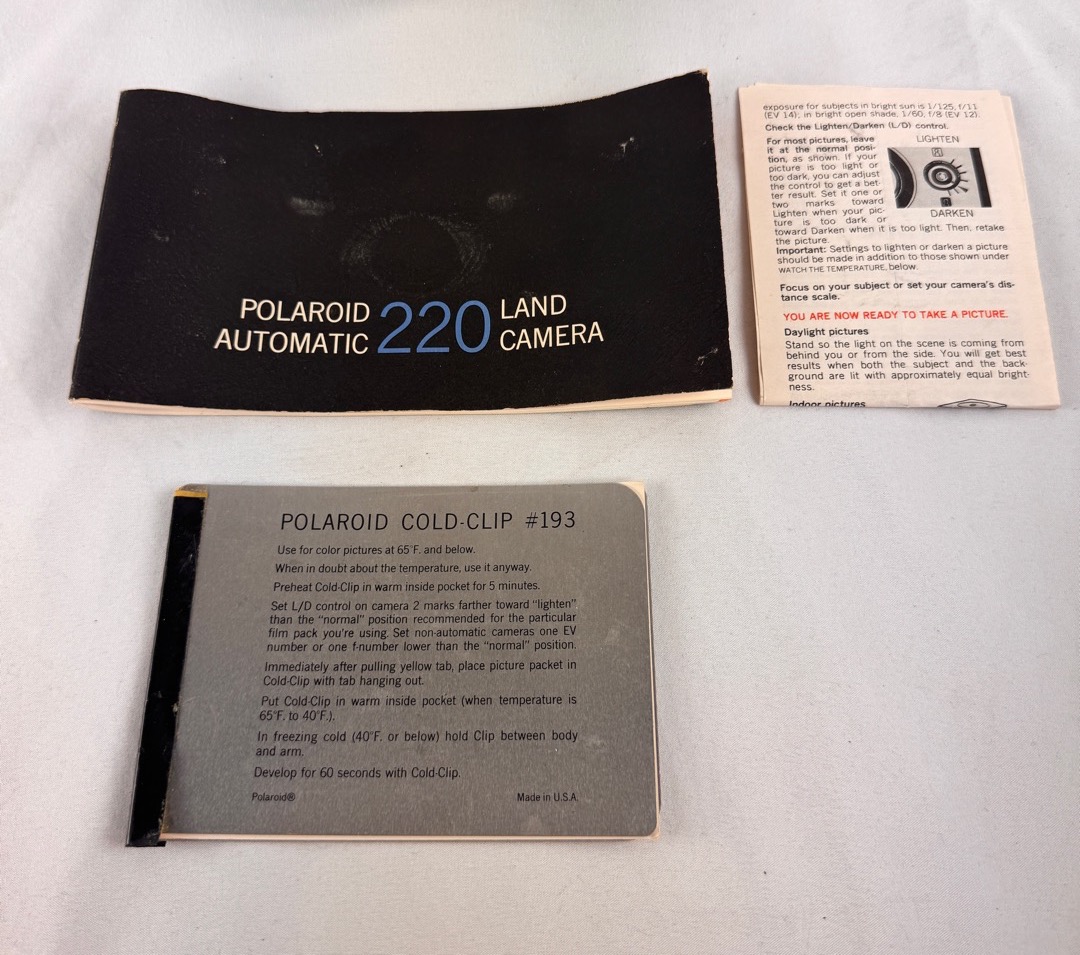 POLAROID 220 LAND
AUTOMATIC CAMERA
exposure for subjects in bright sun is 1/125, f/11
(EV 14); in bright open shade, 1/60, f/8 (EV 12).
Check the Lighten/Darken (L/D) control.
For most pictures, leave
it at the normal posi-
tion, as shown. If your
picture is too light or
too dark, you can adjust
the control to get a bet-
ter result. Set it one or
two marks toward
Lighten when your pic-
ture is too dark or
toward Darken when it is too light. Then, retake
the picture.
LIGHTEN
DARKEN
Important: Settings to lighten or darken a picture
should be made in addition to those shown under
WATCH THE TEMPERATURE, below.
Focus on your subject or set your camera's dis-
tance scale.
YOU ARE NOW READY TO TAKE A PICTURE.
Daylight pictures
Stand so the light on the scene is coming from
behind you or from the side. You will get best
results when both the subject and the back-
ground are lit with approximately equal bright-
ness.
Indoor pictures
POLAROID COLD-CLIP #193
Use for color pictures at 65°F. and below.
When in doubt about the temperature, use it anyway.
Preheat Cold-Clip in warm inside pocket for 5 minutes.
Set L/D control on camera 2 marks farther toward "lighten"
than the "normal" position recommended for the particular
film pack you're using. Set non-automatic cameras one EV
number or one f-number lower than the "normal" position.
Immediately after pulling yellow tab, place picture packet in
Cold-Clip with tab hanging out.
Put Cold-Clip in warm inside pocket (when temperature is
65°F. to 40°F.).
In freezing cold (40°F. or below) hold Clip between body
and arm.
Develop for 60 seconds with Cold-Clip.
Polaroid® Made in U.S.A.